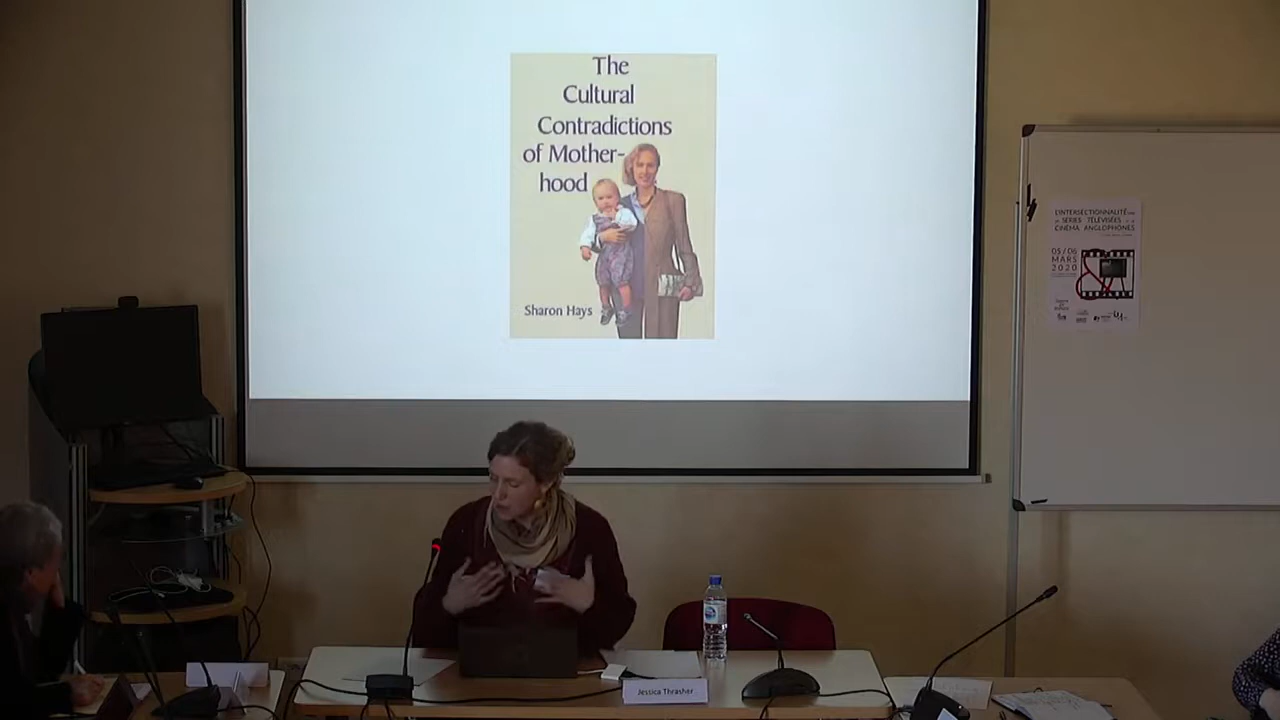 The
Cultural
Contradictions
of Mother-
hood
Sharon Hays
L'INTERSECTIONNALITÉ
SÉRIES TÉLÉVISÉES
CINÉMA ANGLOPHONES
05/06
MARS
2020
Jessica Thrasher